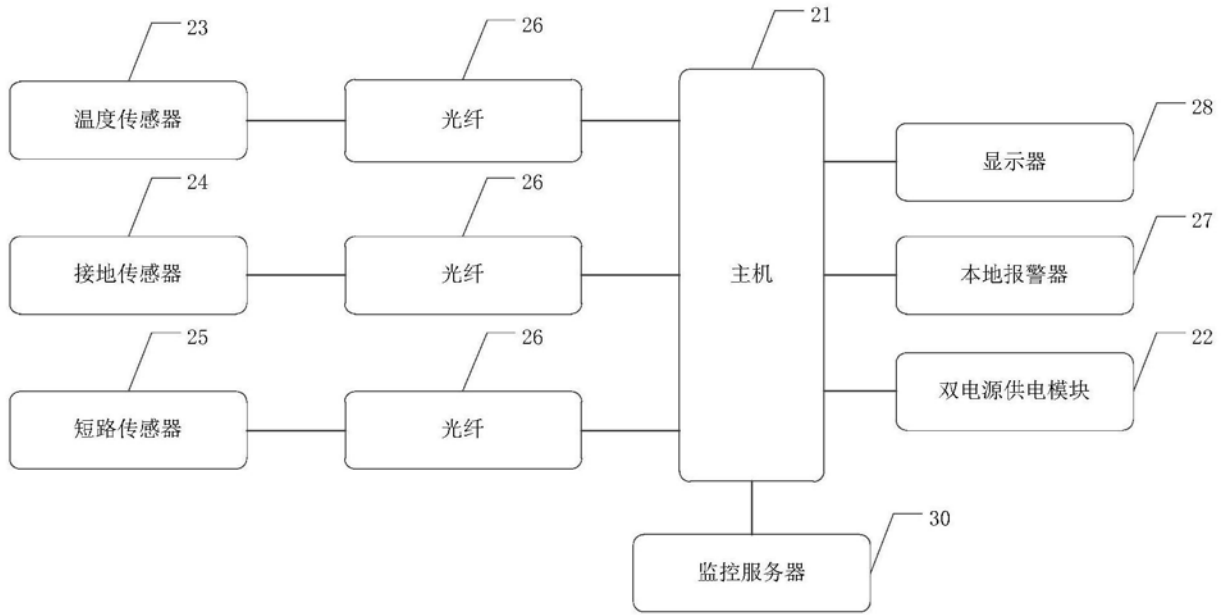 23
26
21
温度传感器
光纤
28
显示器
24
26
27
接地传感器
光纤
主机
本地报警器
25
26
22
短路传感器
光纤
双电源供电模块
30
监控服务器